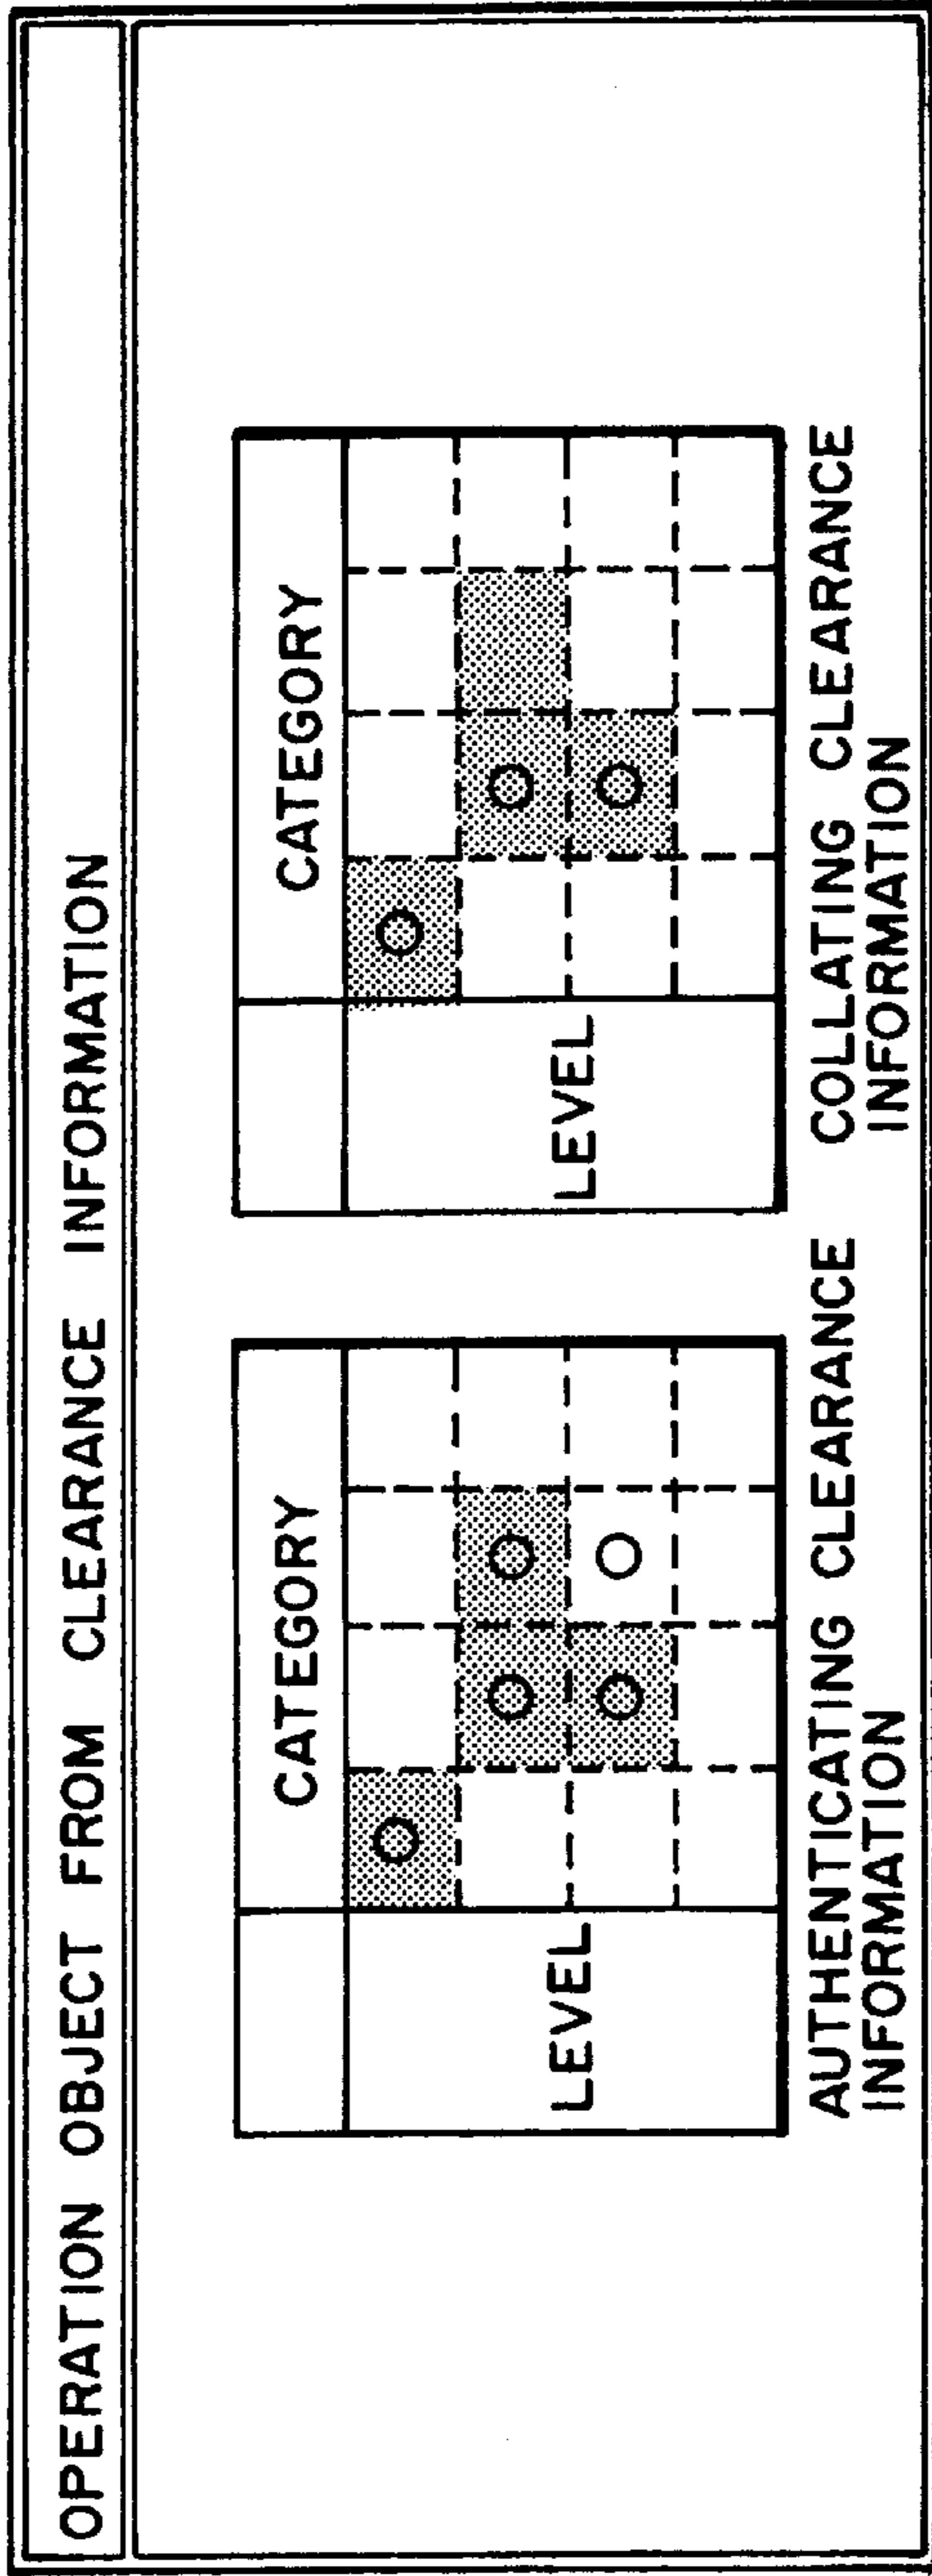 OPERATION OBJECT FROM CLEARANCE INFORMATION
CATEGORY
LEVEL
AUTHENTICATING CLEARANCE
INFORMATION
CATEGORY
LEVEL
COLLATING CLEARANCE
INFORMATION